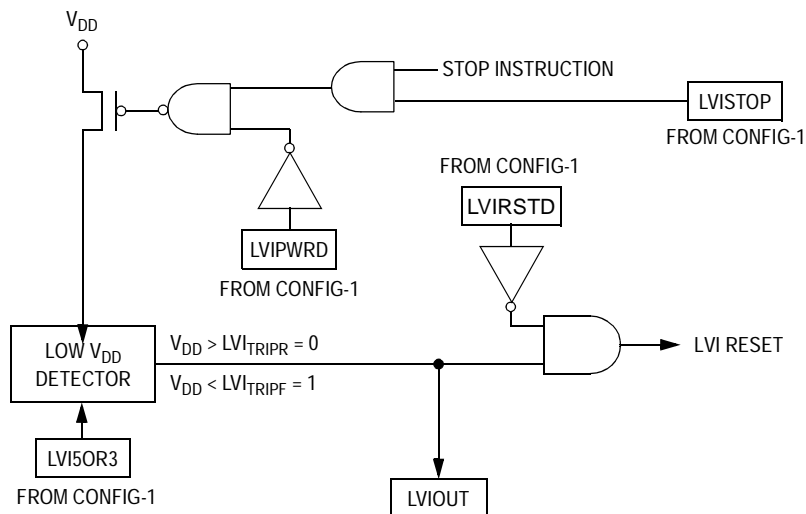 VDD
STOP INSTRUCTION
LVISTOP
FROM CONFIG-1
FROM CONFIG-1
LVIRSTD
LVIPWRD
FROM CONFIG-1
LOW VDD
DETECTOR
VDD > LVITRIPR = 0
VDD < LVITRIPF = 1
LVI RESET
LVI5OR3
FROM CONFIG-1
LVIOUT